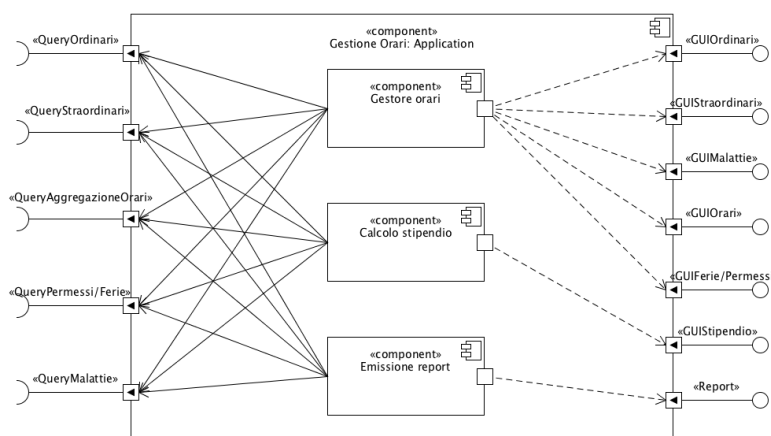 «component»
Gestione Orari: Application
«QueryOrdinari»
«QueryStraordinari»
«QueryAggregazioneOrari»
«QueryPermessi/Ferie»
«QueryMalattie»
«component»
Gestore orari
«component»
Calcolo stipendio
«component»
Emissione report
«GUIOrdinari»
«GUIStraordinari»
«GUIMalattie»
«GUIOrari»
«GUIFerie/Permess
«GUIStipendio»
«Report»